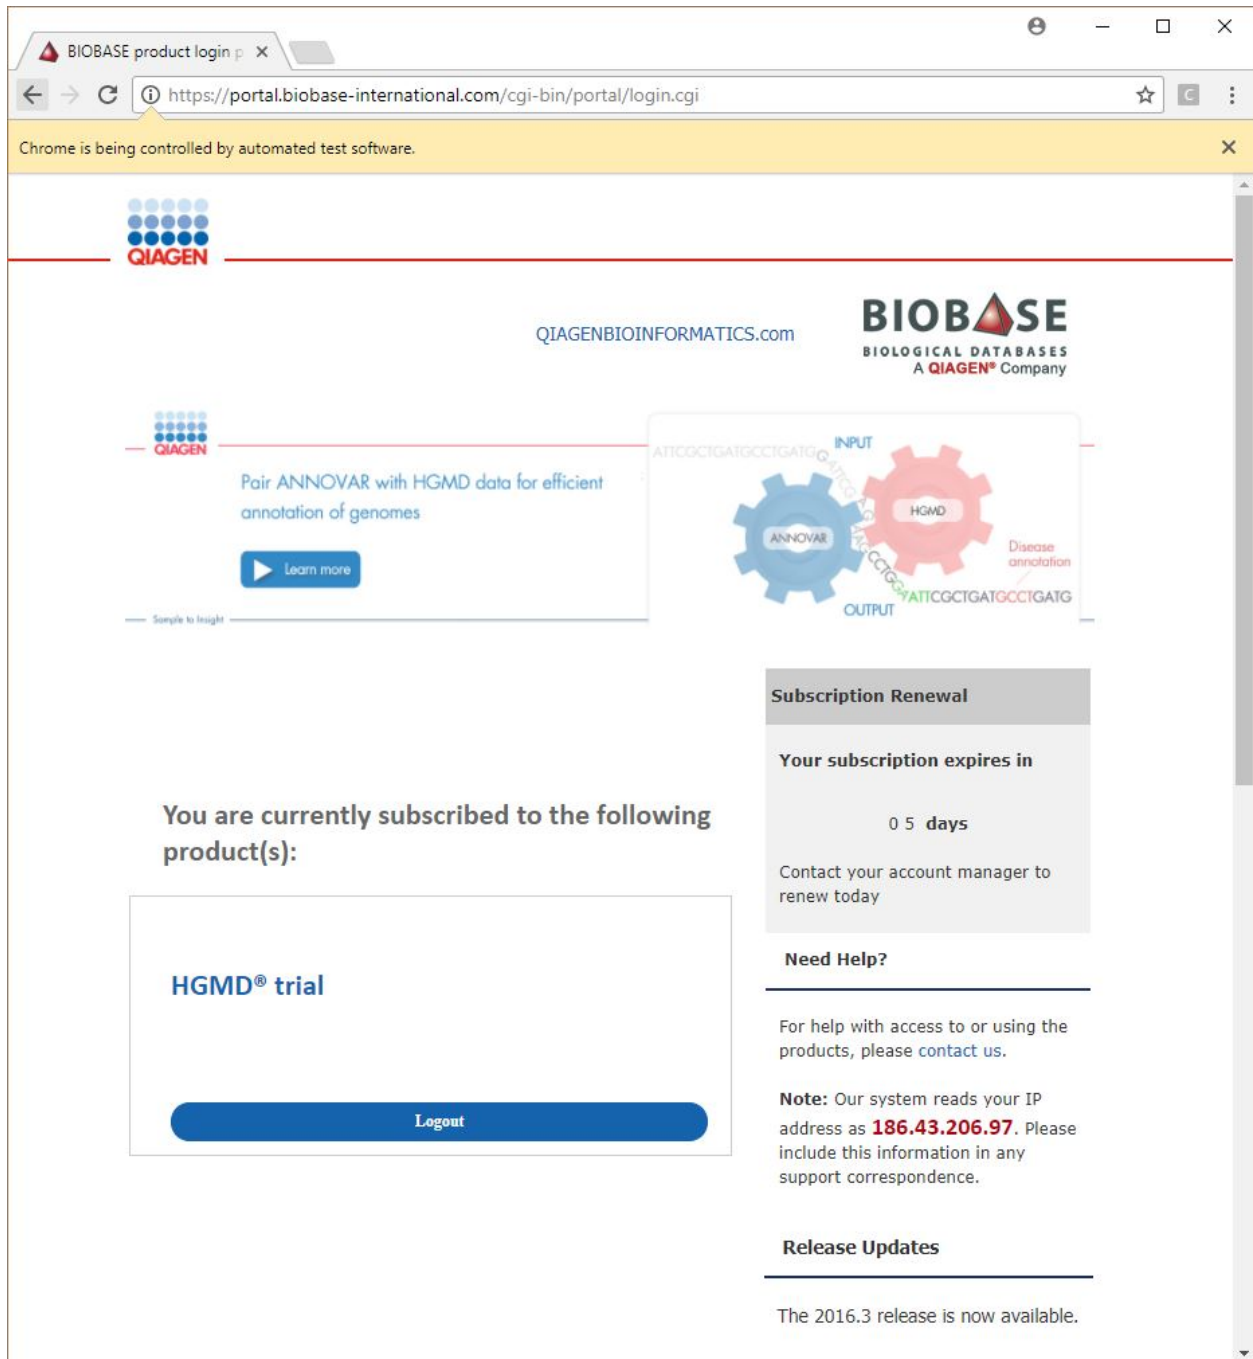 BIOBASE product login p
https://portal.biobase-international.com/cgi-bin/portal/login.cgi
C
Chrome is being controlled by automated test software.
QIAGEN
QIAGENBIOINFORMATICS.com
BIOBASE
BIOLOGICAL DATABASES
A QIAGEN® Company
QIAGEN
Pair ANNOVAR with HGMD data for efficient
annotation of genomes
Learn more
Sample to Insight
INPUT
HGMD
ANNOVAR
Disease
annotation
OUTPUT
Subscription Renewal
Your subscription expires in
0 5 days
Contact your account manager to
renew today
You are currently subscribed to the following
product(s):
HGMD® trial
Logout
Need Help?
For help with access to or using the
products, please contact us.
Note: Our system reads your IP
address as 186.43.206.97. Please
include this information in any
support correspondence.
Release Updates
The 2016.3 release is now available.